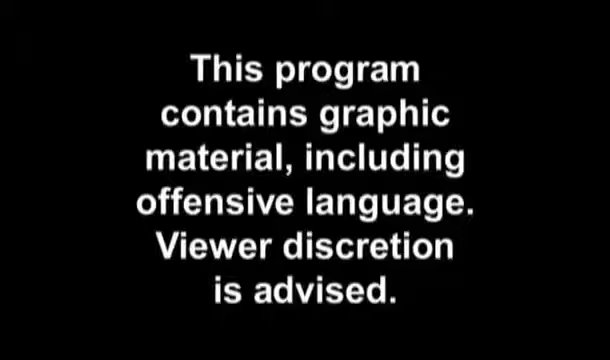 This program
contains graphic
material, including
offensive language.
Viewer discretion
is advised.